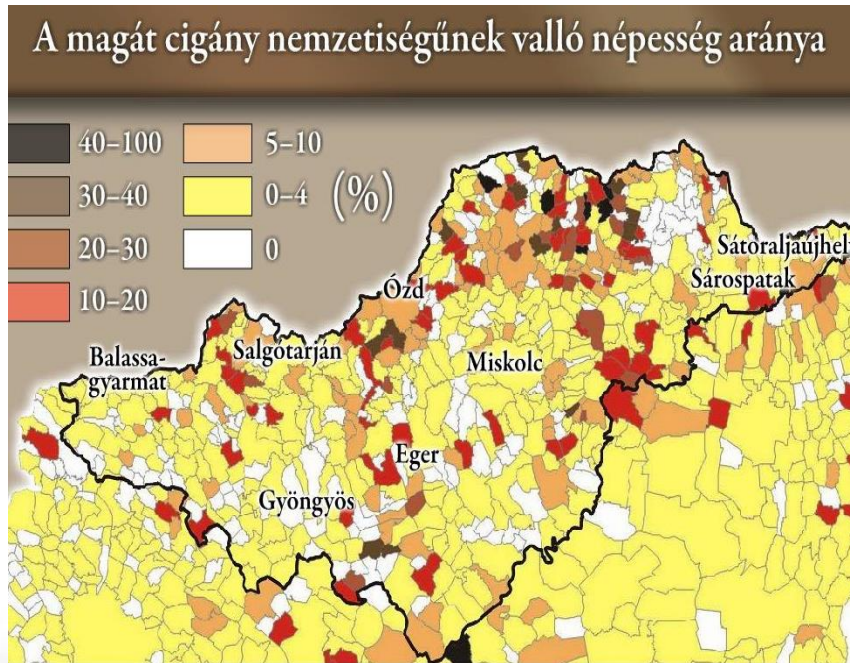 A magát cigány nemzetiségűnek valló népesség aránya
40–100
5–10
30–40
0–4
(%)
20–30
0
10–20
Sátoraljaújhel
Sárospatak
Ózd
Salgótarján
Balassa-
gyarmat
Miskolc
Eger
Gyöngyös